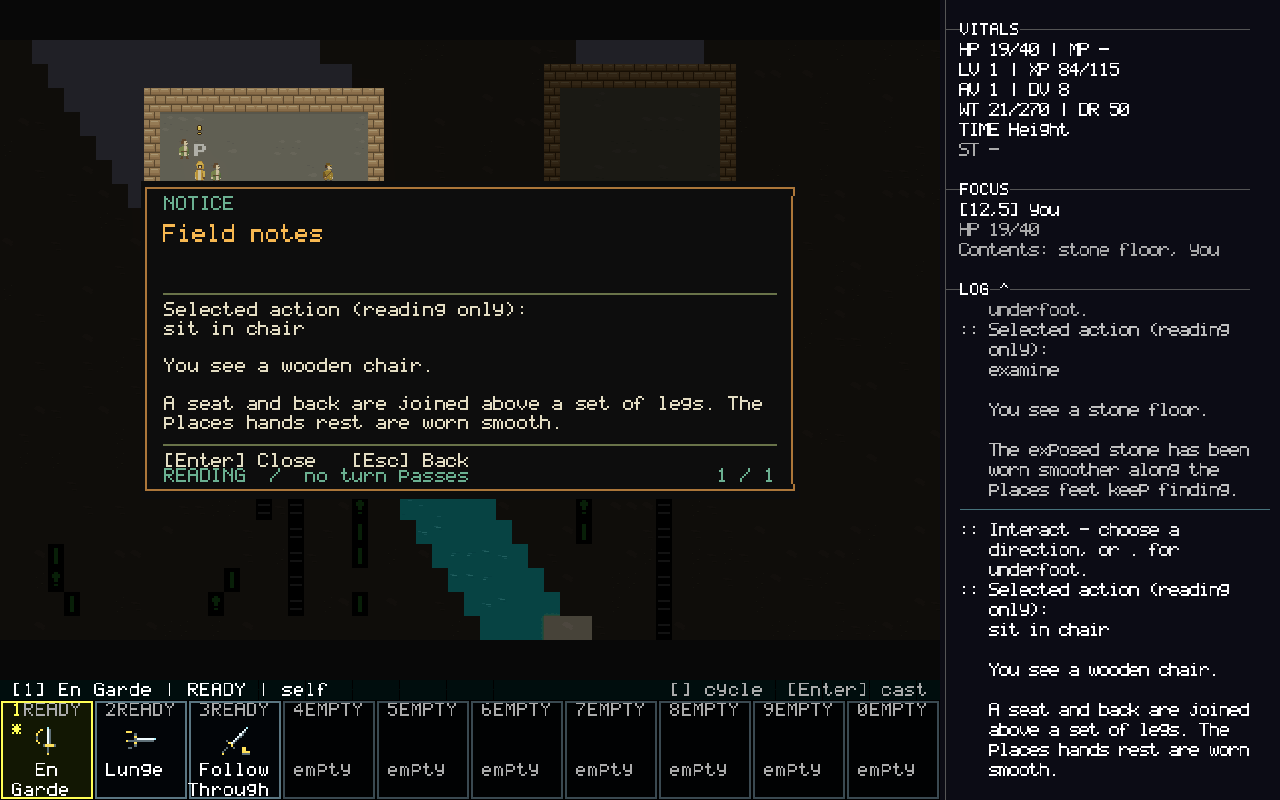 VITALS
HP 19/40 | MP -
LV 1 | XP 84/115
AV 1 | DV 8
WT 21/270 | DR 50
TIME Height
ST -
FOCUS
[12,5] You
HP 19/40
Contents: stone floor, You
LOG ^
underfoot.
:: Selected action (reading
only):
examine
You see a stone floor.
The exposed stone has been
worn smoother along the
places feet keep finding.
:: Interact - choose a
direction, or . for
underfoot.
:: Selected action (reading
only):
sit in chair
You see a wooden chair.
A seat and back are joined
above a set of legs. The
places hands rest are worn
smooth.
P
NOTICE
Field notes
Selected action (reading only):
sit in chair
You see a wooden chair.
A seat and back are joined above a set of legs. The
places hands rest are worn smooth.
[Enter] Close [Esc] Back
READING / no turn passes 1 / 1
[1] En Garde | READY | self [] cycle [Enter] cast
1READY 2READY 3READY 4EMPTY 5EMPTY 6EMPTY 7EMPTY 8EMPTY 9EMPTY 0EMPTY
*
En Garde Lunge Follow Through empty empty empty empty empty empty empty